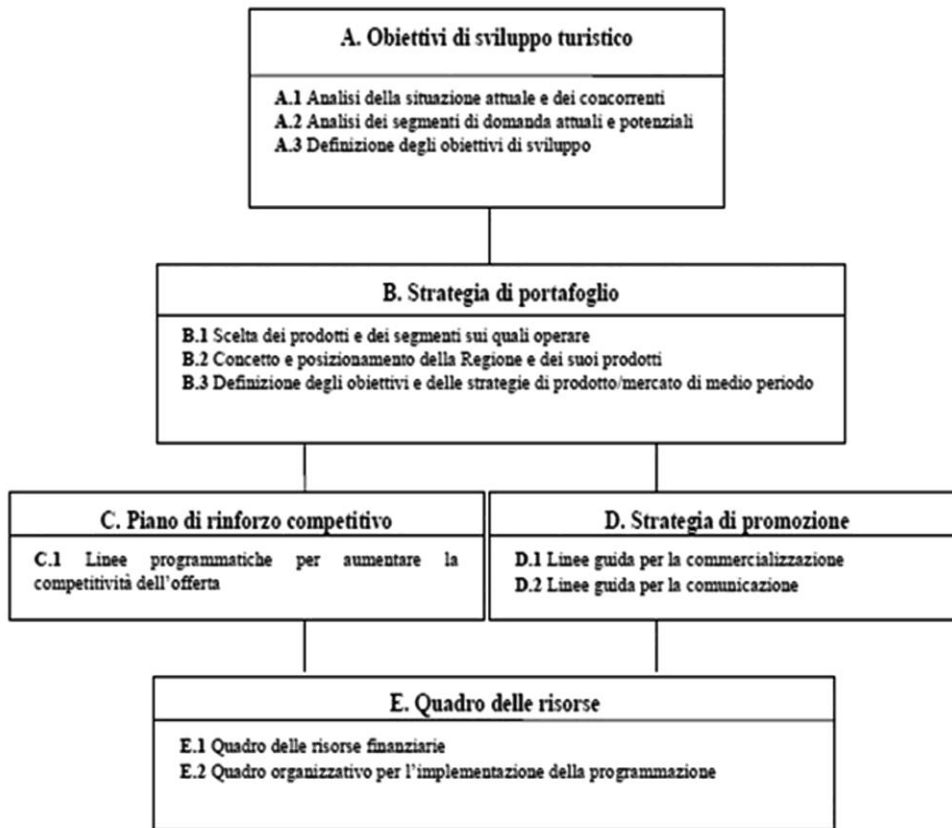 A. Obiettivi di sviluppo turistico
A.1 Analisi della situazione attuale e dei concorrenti
A.2 Analisi dei segmenti di domanda attuali e potenziali
A.3 Definizione degli obiettivi di sviluppo
B. Strategia di portafoglio
B.1 Scelta dei prodotti e dei segmenti sui quali operare
B.2 Concetto e posizionamento della Regione e dei suoi prodotti
B.3 Definizione degli obiettivi e delle strategie di prodotto/mercato di medio periodo
C. Piano di rinforzo competitivo
C.1 Linee programmatiche per aumentare la
competitività dell'offerta
D. Strategia di promozione
D.1 Linee guida per la commercializzazione
D.2 Linee guida per la comunicazione
E. Quadro delle risorse
E.1 Quadro delle risorse finanziarie
E.2 Quadro organizzativo per l'implementazione della programmazione